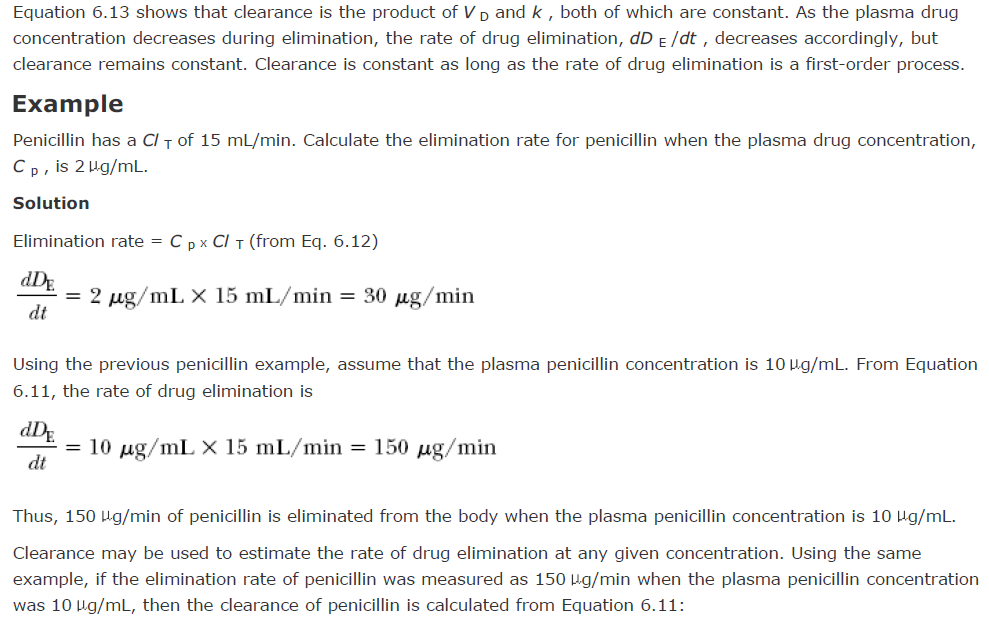 Equation 6.13 shows that clearance is the product of V D and k , both of which are constant. As the plasma drug
concentration decreases during elimination, the rate of drug elimination, dD E /dt , decreases accordingly, but
clearance remains constant. Clearance is constant as long as the rate of drug elimination is a first-order process.
Example
Penicillin has a Cl T of 15 mL/min. Calculate the elimination rate for penicillin when the plasma drug concentration,
C p , is 2 μg/mL.
Solution
Elimination rate = C p x Cl T (from Eq. 6.12)
dDE/dt = 2 μg/mL × 15 mL/min = 30 μg/min
Using the previous penicillin example, assume that the plasma penicillin concentration is 10 μg/mL. From Equation
6.11, the rate of drug elimination is
dDE/dt = 10 μg/mL × 15 mL/min = 150 μg/min
Thus, 150 μg/min of penicillin is eliminated from the body when the plasma penicillin concentration is 10 μg/mL.
Clearance may be used to estimate the rate of drug elimination at any given concentration. Using the same
example, if the elimination rate of penicillin was measured as 150 μg/min when the plasma penicillin concentration
was 10 μg/mL, then the clearance of penicillin is calculated from Equation 6.11: